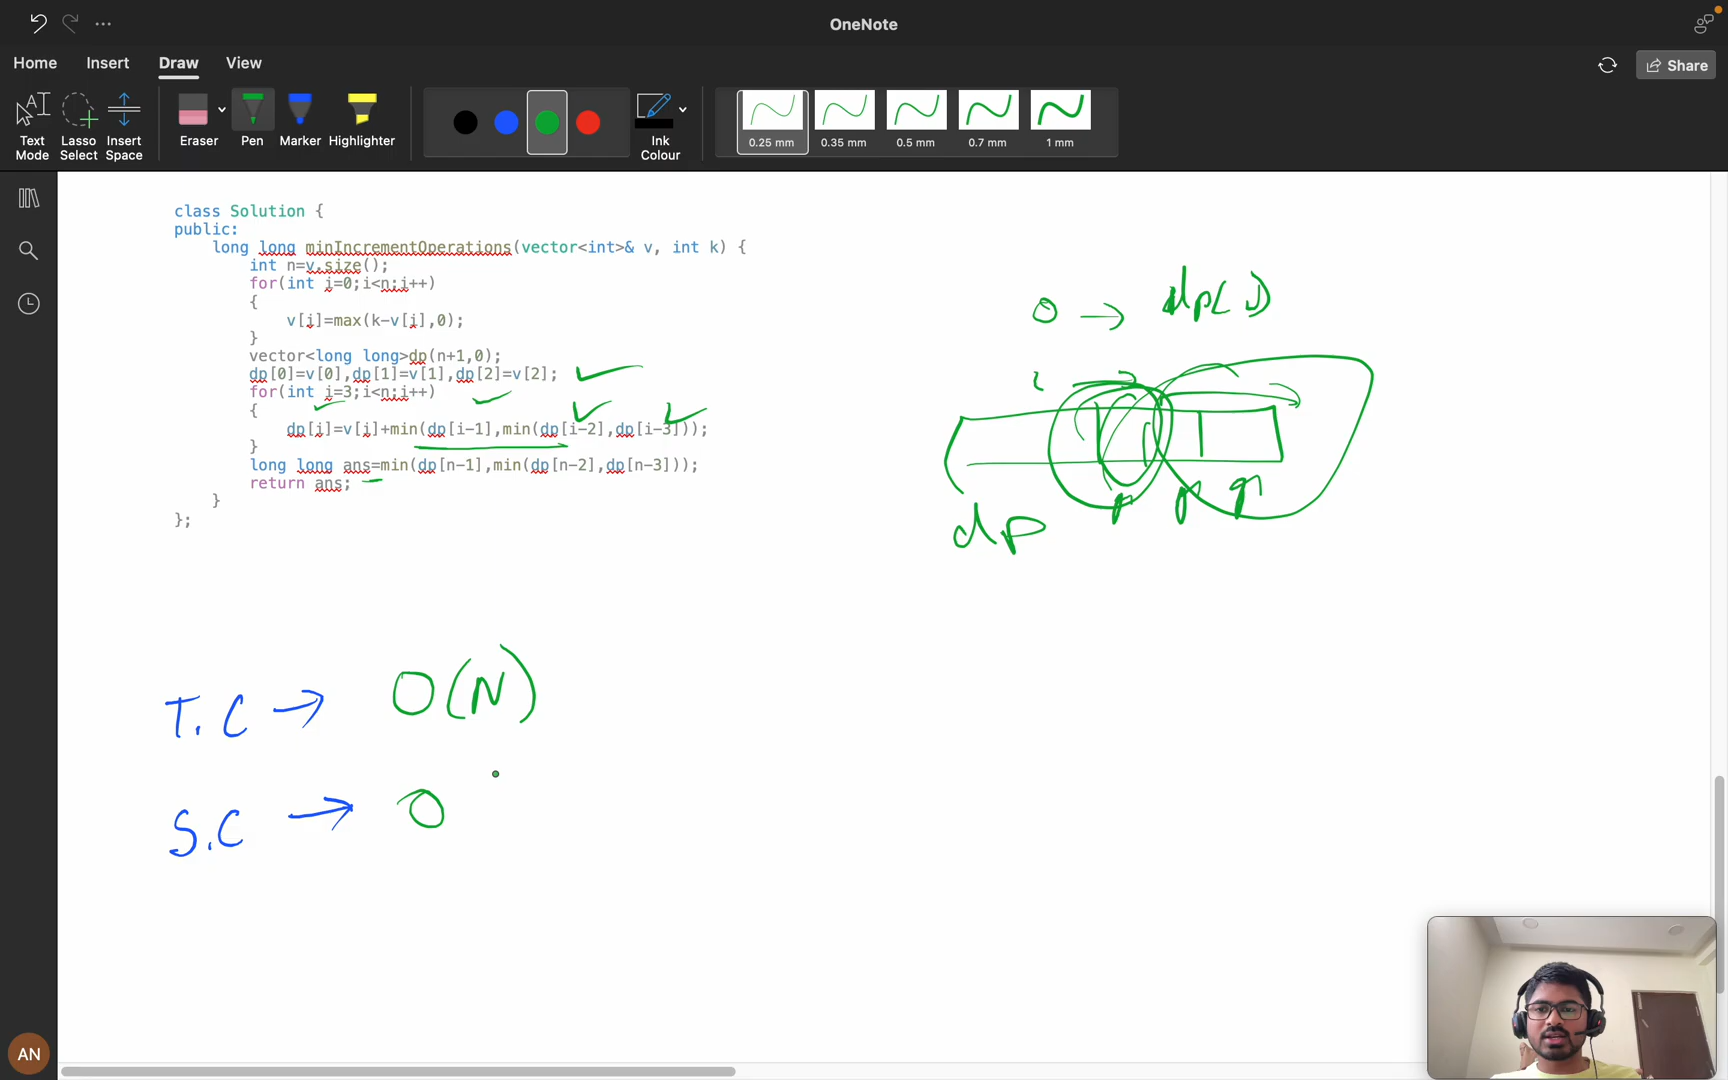 OneNote
Home Insert Draw View
Share
Text Mode
Lasso Select
Insert Space
Eraser
Pen
Marker
Highlighter
Ink Colour
0.25 mm
0.35 mm
0.5 mm
0.7 mm
1 mm
class Solution {
public:
long long minIncrementOperations(vector<int>& v, int k) {
int n=v.size();
for(int i=0;i<n;i++)
{
v[i]=max(k-v[i],0);
}
vector<long long>dp(n+1,0);
dp[0]=v[0],dp[1]=v[1],dp[2]=v[2];
for(int i=3;i<n;i++)
{
dp[i]=v[i]+min(dp[i-1],min(dp[i-2],dp[i-3]));
}
long long ans=min(dp[n-1],min(dp[n-2],dp[n-3]));
return ans;
}
};
0 → dp( )
i
dp
T.C → O(N)
S.C → O
AN